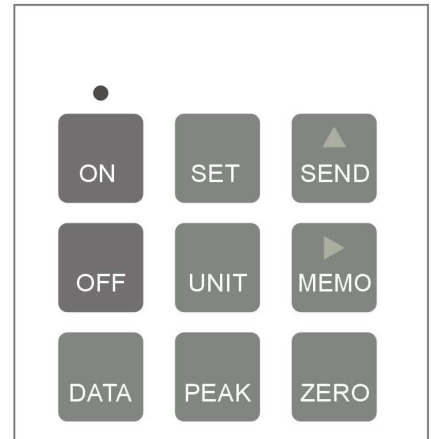 ON SET SEND
OFF UNIT MEMO
DATA PEAK ZERO